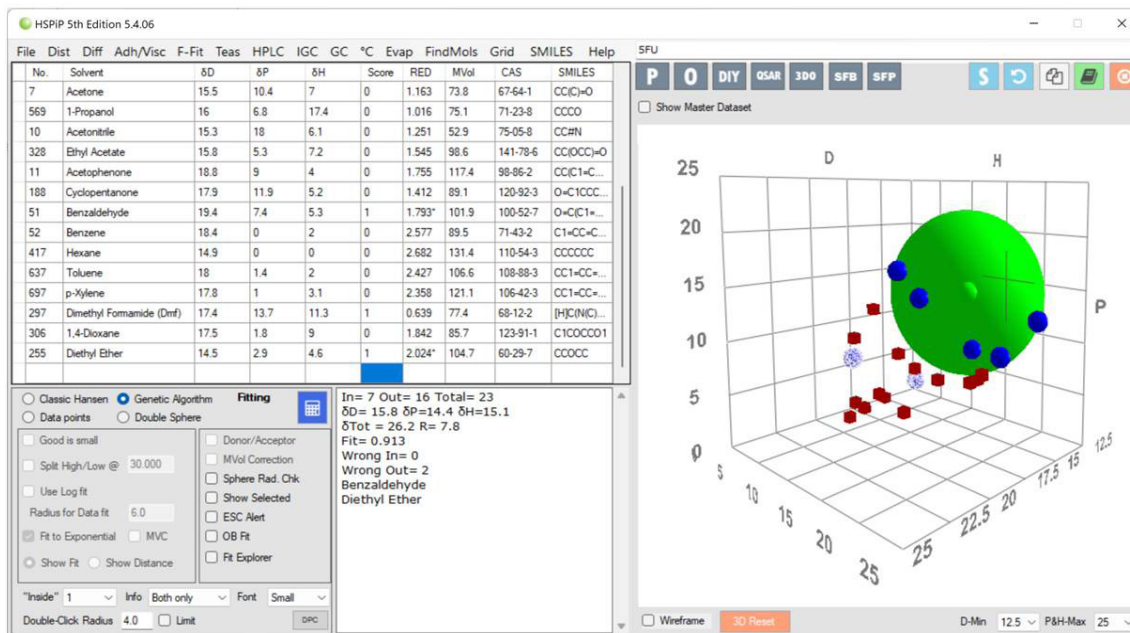 HSPiP 5th Edition 5.4.06
File Dist Diff Adh/Visc F-Fit Teas HPLC IGC GC °C Evap FindMols Grid SMILES Help
SFU
No. Solvent δD δP δH Score RED MVol CAS SMILES
7 Acetone 15.5 10.4 7 0 1.163 73.8 67-64-1 CC(C)=O
569 1-Propanol 16 6.8 17.4 0 1.016 75.1 71-23-8 CCCO
10 Acetonitrile 15.3 18 6.1 0 1.251 52.9 75-05-8 CC#N
328 Ethyl Acetate 15.8 5.3 7.2 0 1.545 98.6 141-78-6 CC(OCC)=O
11 Acetophenone 18.8 9 4 0 1.755 117.4 98-86-2 CC(C1=C...
188 Cyclopentanone 17.9 11.9 5.2 0 1.412 89.1 120-92-3 O=C1CCC...
51 Benzaldehyde 19.4 7.4 5.3 1 1.793* 101.9 100-52-7 O=C(C1=...
52 Benzene 18.4 0 2 0 2.577 89.5 71-43-2 C1=CC=C...
417 Hexane 14.9 0 0 0 2.682 131.4 110-54-3 CCCCCC
637 Toluene 18 1.4 2 0 2.427 106.6 108-88-3 CC1=CC=...
697 p-Xylene 17.8 1 3.1 0 2.358 121.1 106-42-3 CC1=CC=...
297 Dimethyl Formamide (Dmf) 17.4 13.7 11.3 1 0.639 77.4 68-12-2 [H]C(N(C)...
306 1,4-Dioxane 17.5 1.8 9 0 1.842 85.7 123-91-1 C1COCCO1
255 Diethyl Ether 14.5 2.9 4.6 1 2.024* 104.7 60-29-7 CCOCC
P O DIY QSAR 3D0 SFB SFP S
Show Master Dataset
D H
25
20
15
10
5
0
P
0 5 10 15 20 25
25 22.5 20 17.5 15 12.5
Classic Hansen Genetic Algorithm Fitting
Data points Double Sphere
Good is small
Split High/Low @ 30.000
Use Log fit
Radius for Data fit 6.0
Fit to Exponential MVC
Show Fit Show Distance
Donor/Acceptor
MVol Correction
Sphere Rad. Chk
Show Selected
ESC Alert
OB Fit
Fit Explorer
"Inside" 1 Info Both only Font Small
Double-Click Radius 4.0 Limit DPC
In= 7 Out= 16 Total= 23
δD= 15.8 δP=14.4 δH=15.1
δTot = 26.2 R= 7.8
Fit= 0.913
Wrong In= 0
Wrong Out= 2
Benzaldehyde
Diethyl Ether
Wireframe 3D Reset D-Min 12.5 P&H-Max 25